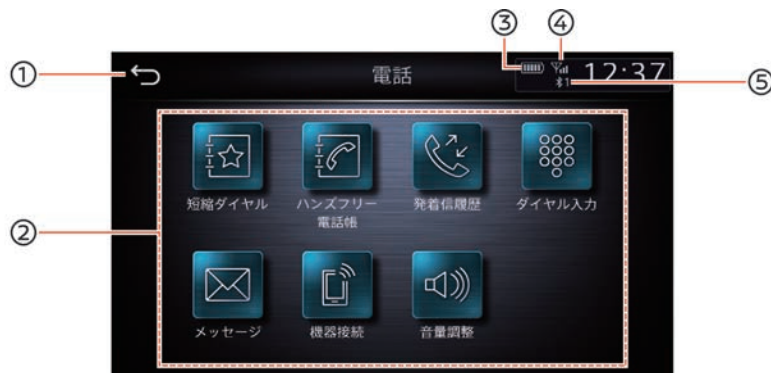 ③
④
①
電話
12:37
1
⑤
短縮ダイヤル
ハンズフリー
電話帳
発着信履歴
ダイヤル入力
②
メッセージ
機器接続
音量調整